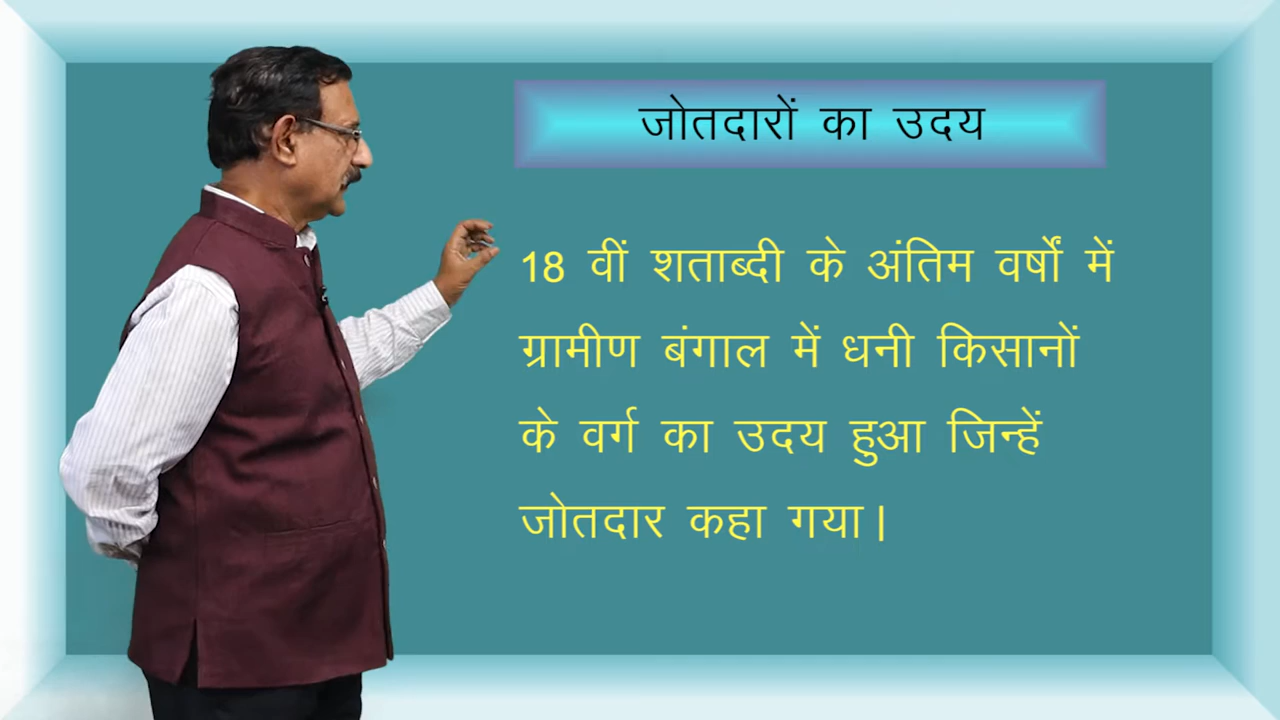 जोतदारों का उदय
18 वीं शताब्दी के अंतिम वर्षों में
ग्रामीण बंगाल में धनी किसानों
के वर्ग का उदय हुआ जिन्हें
जोतदार कहा गया।